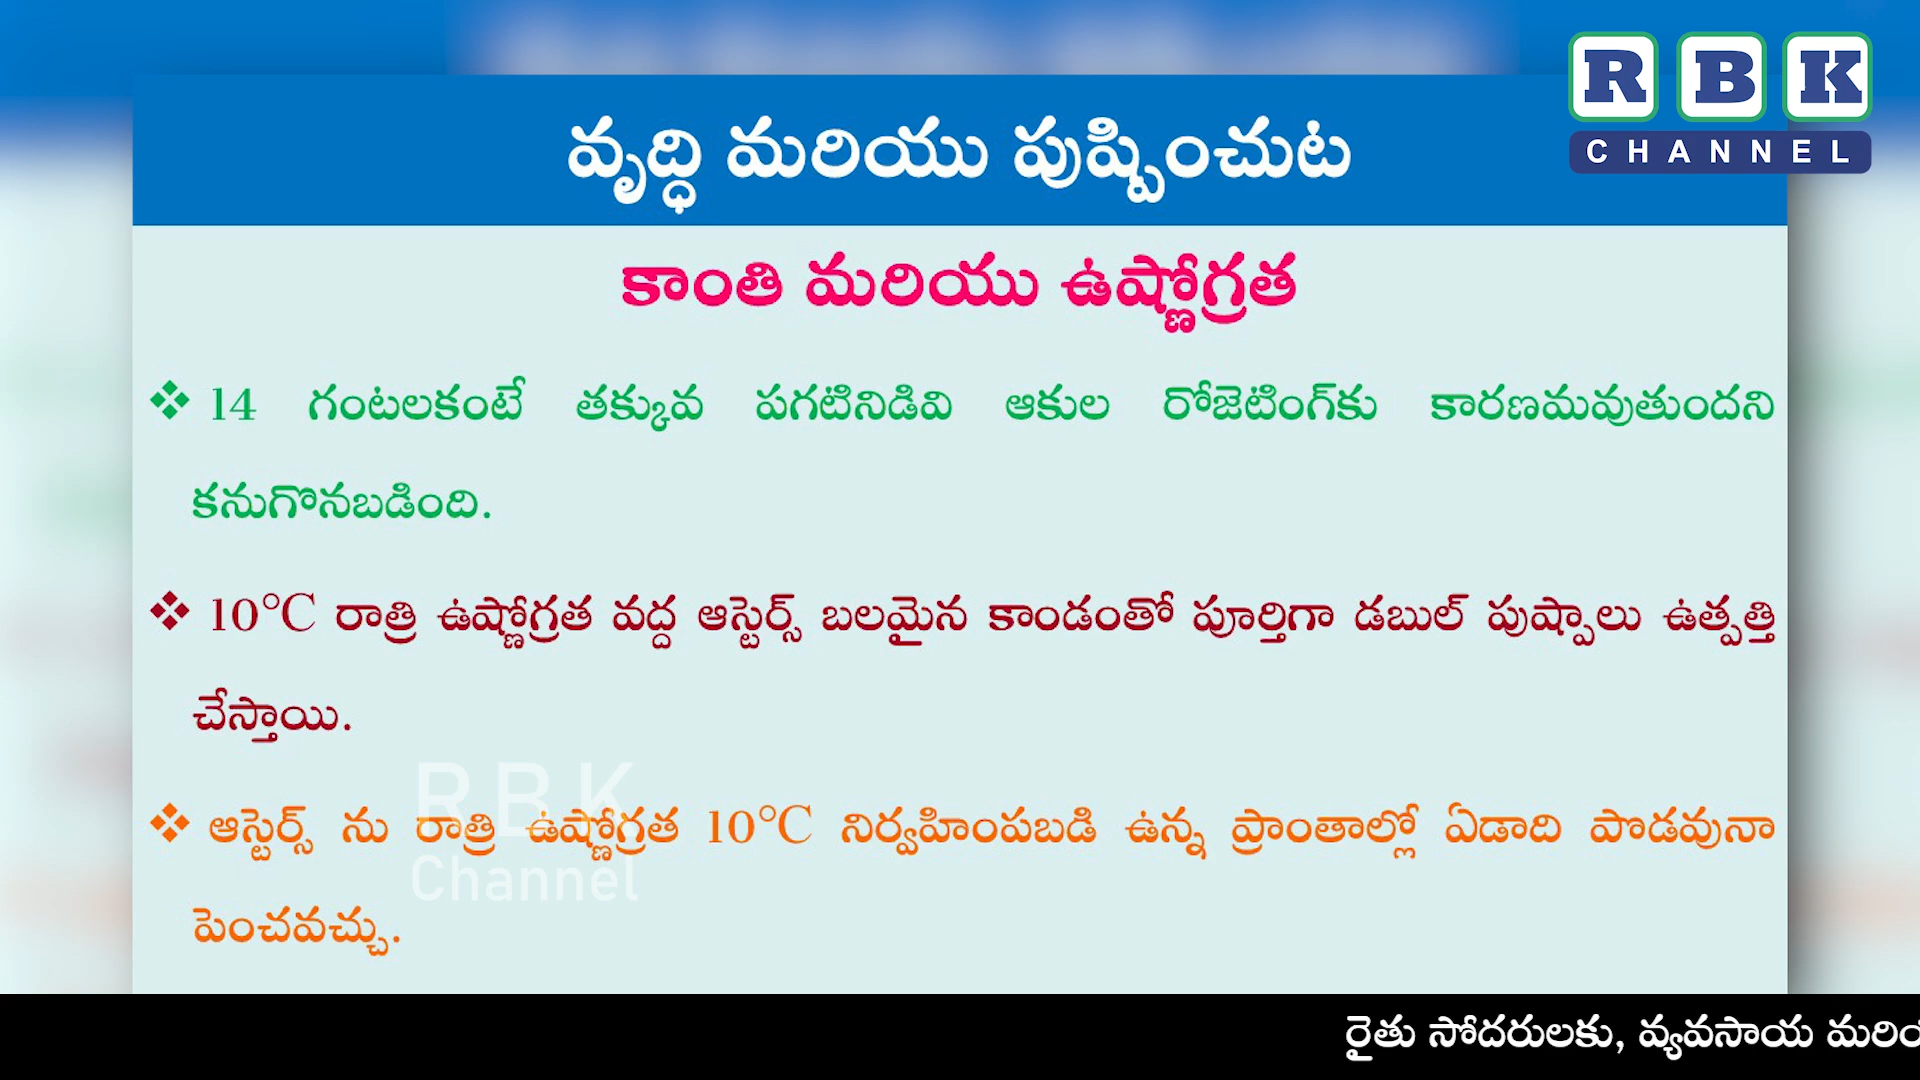 R B K
CHANNEL
వృద్ధి మరియు పుష్పించుట
కాంతి మరియు ఉష్ణోగ్రత
❖ 14 గంటలకంటే తక్కువ పగటినిడివి ఆకుల రోజెటింగ్‌కు కారణమవుతుందని
కనుగొనబడింది.
❖ 10°C రాత్రి ఉష్ణోగ్రత వద్ద ఆస్టెర్స్ బలమైన కాండంతో పూర్తిగా డబుల్ పుష్పాలు ఉత్పత్తి
చేస్తాయి.
❖ ఆస్టెర్స్ ను రాత్రి ఉష్ణోగ్రత 10°C నిర్వహింపబడి ఉన్న ప్రాంతాల్లో ఏడాది పొడవునా
పెంచవచ్చు.
RBK
Channel
రైతు సోదరులకు, వ్యవసాయ